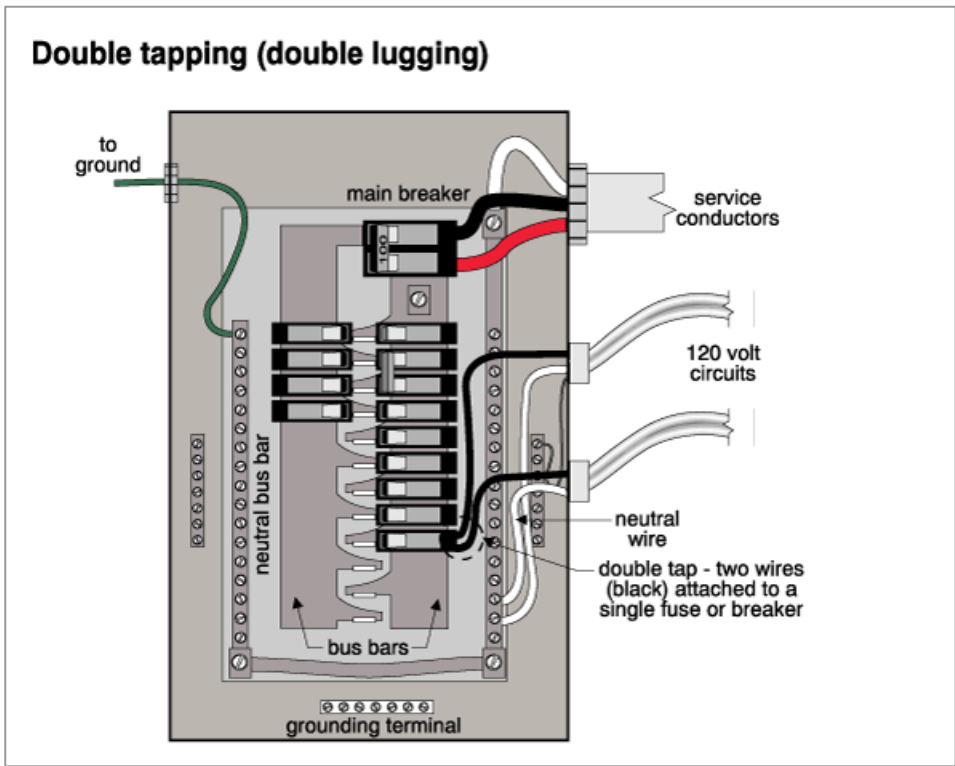 Double tapping (double lugging)
to
ground
main breaker
100
service
conductors
120 volt
circuits
neutral bus bar
neutral
wire
double tap - two wires
(black) attached to a
single fuse or breaker
bus bars
grounding terminal